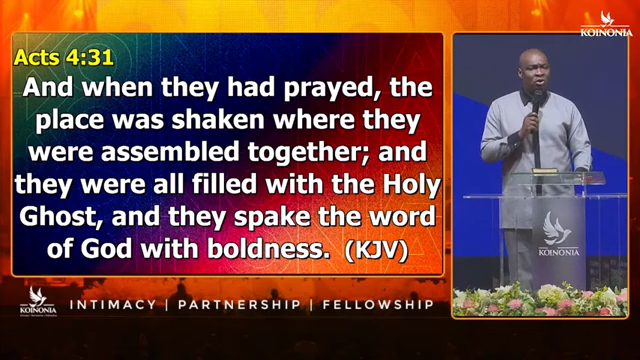 Acts 4:31
And when they had prayed, the
place was shaken where they
were assembled together; and
they were all filled with the Holy
Ghost, and they spake the word
of God with boldness. (KJV)
KOINONIA
INTIMACY | PARTNERSHIP | FELLOWSHIP
KOINONIA
KOINONIA